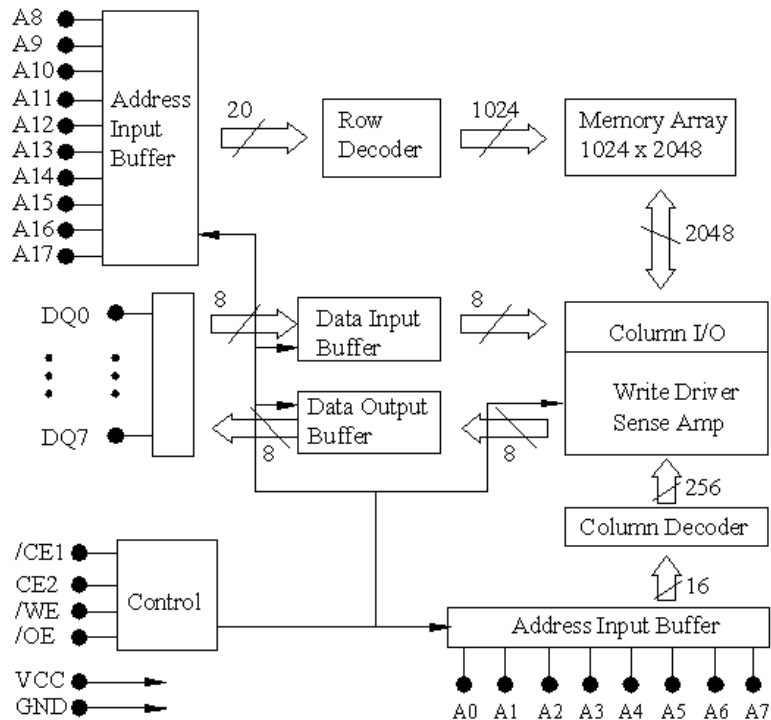 A8
A9
A10
A11
A12
A13
A14
A15
A16
A17
Address
Input
Buffer
20
Row
Decoder
1024
Memory Array
1024 x 2048
2048
DQ0
DQ7
8
Data Input
Buffer
8
Column I/O
Write Driver
Sense Amp
8
Data Output
Buffer
8
256
Column Decoder
16
Address Input Buffer
/CE1
CE2
/WE
/OE
Control
VCC
GND
A0 A1 A2 A3 A4 A5 A6 A7